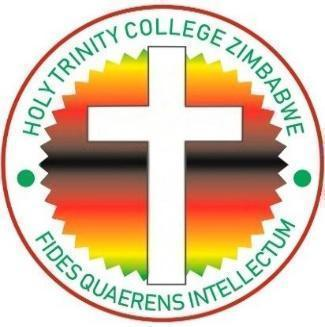 HOLY TRINITY COLLEGE ZIMBABWE
FIDES QUAERENS INTELLECTUM